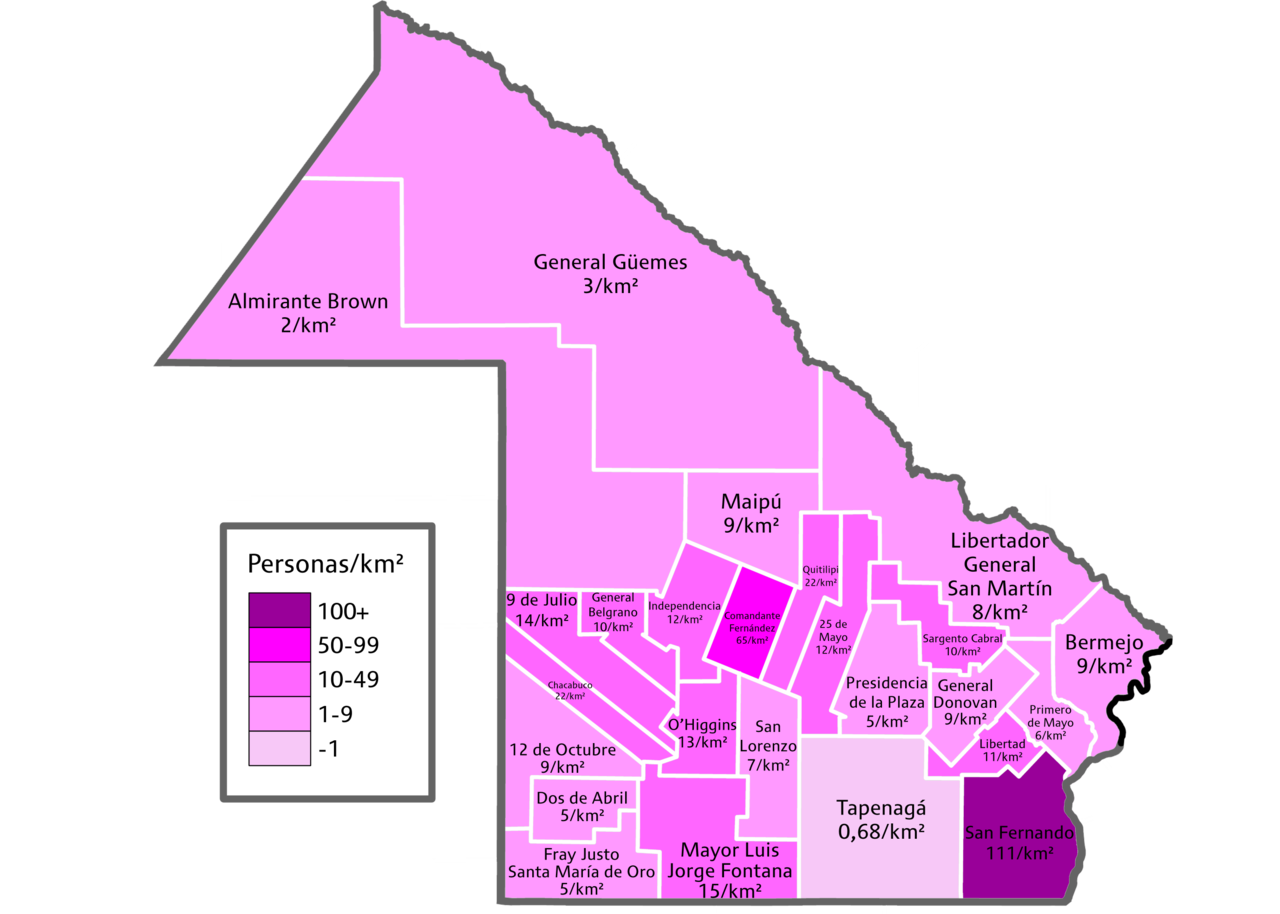 General Güemes
3/km²
Almirante Brown
2/km²
Maipú
9/km²
Libertador
General
San Martín
8/km²
Personas/km²
100+
50-99
10-49
1-9
-1
Quitilipi
22/km²
9 de Julio
14/km²
General
Belgrano
10/km²
Independencia
12/km²
Comandante
Fernández
65/km²
25 de
Mayo
12/km²
Sargento Cabral
10/km²
Bermejo
9/km²
Chacabuco
22/km²
Presidencia
de la Plaza
5/km²
General
Donovan
9/km²
Primero
de Mayo
6/km²
O'Higgins
13/km²
San
Lorenzo
7/km²
Libertad
11/km²
12 de Octubre
9/km²
Dos de Abril
5/km²
Tapenagá
0,68/km²
San Fernando
111/km²
Fray Justo
Santa María de Oro
5/km²
Mayor Luis
Jorge Fontana
15/km²